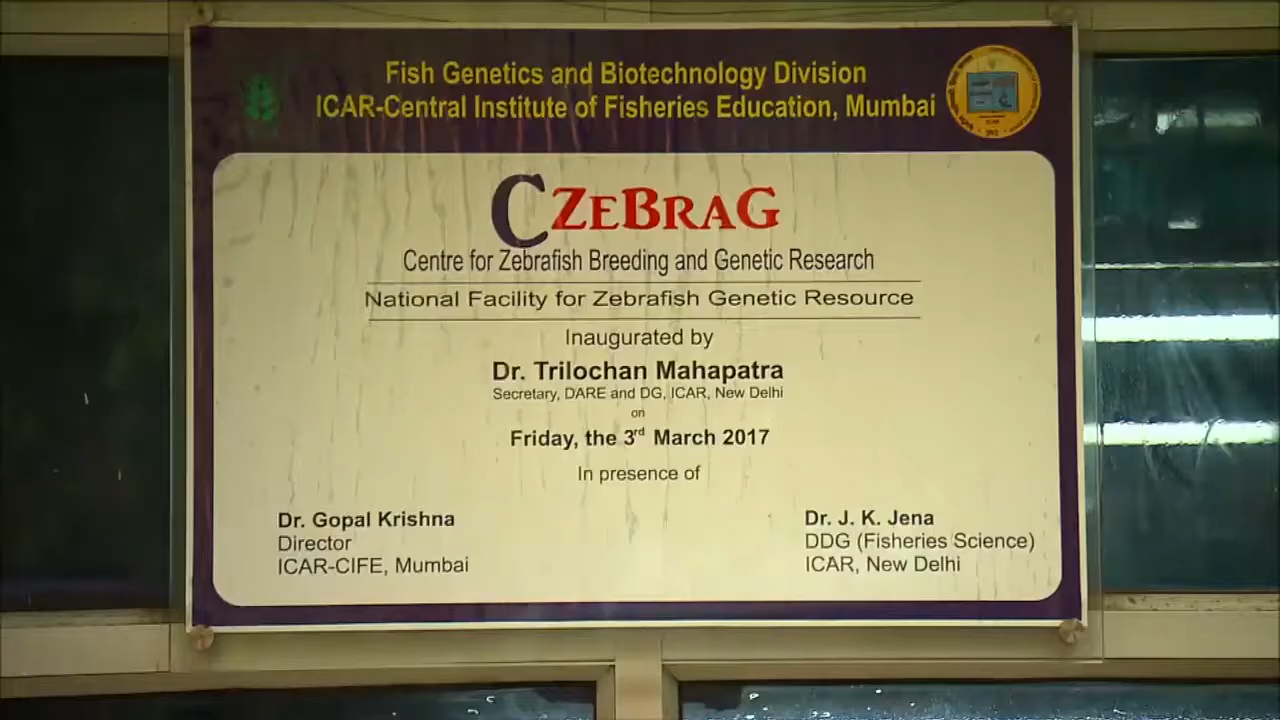 Fish Genetics and Biotechnology Division
ICAR-Central Institute of Fisheries Education, Mumbai
CZEBRAG
Centre for Zebrafish Breeding and Genetic Research
National Facility for Zebrafish Genetic Resource
Inaugurated by
Dr. Trilochan Mahapatra
Secretary, DARE and DG, ICAR, New Delhi
on
Friday, the 3rd March 2017
In presence of
Dr. Gopal Krishna
Director
ICAR-CIFE, Mumbai
Dr. J. K. Jena
DDG (Fisheries Science)
ICAR, New Delhi